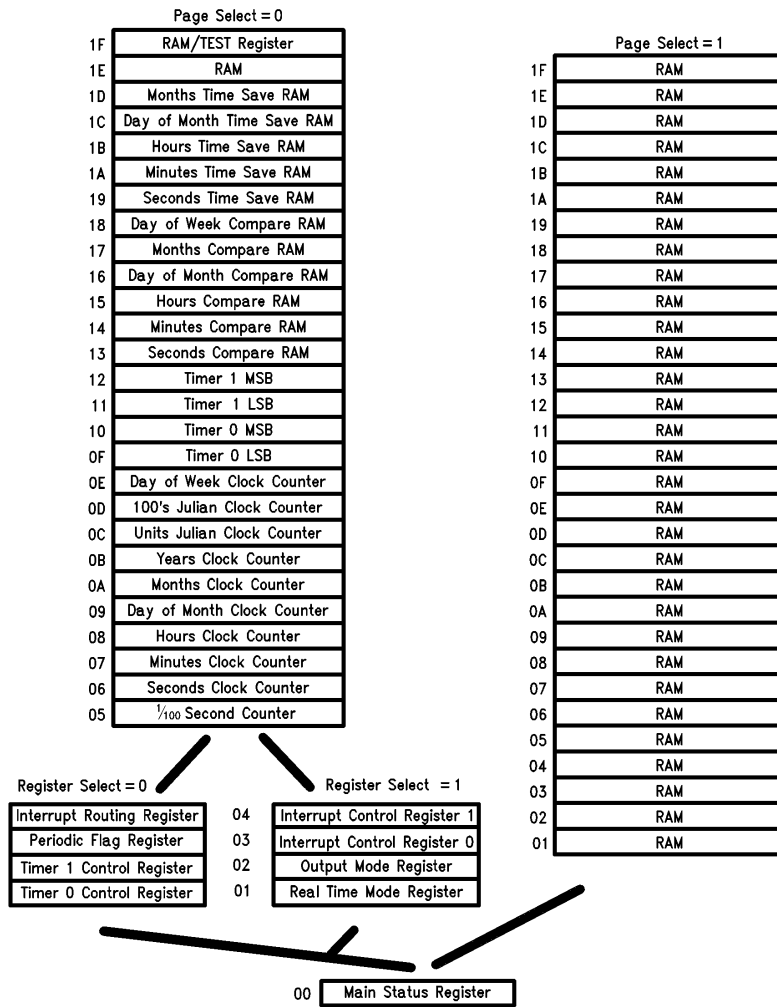 Page Select = 0
1F RAM/TEST Register
1E RAM
1D Months Time Save RAM
1C Day of Month Time Save RAM
1B Hours Time Save RAM
1A Minutes Time Save RAM
19 Seconds Time Save RAM
18 Day of Week Compare RAM
17 Months Compare RAM
16 Day of Month Compare RAM
15 Hours Compare RAM
14 Minutes Compare RAM
13 Seconds Compare RAM
12 Timer 1 MSB
11 Timer 1 LSB
10 Timer 0 MSB
0F Timer 0 LSB
0E Day of Week Clock Counter
0D 100's Julian Clock Counter
0C Units Julian Clock Counter
0B Years Clock Counter
0A Months Clock Counter
09 Day of Month Clock Counter
08 Hours Clock Counter
07 Minutes Clock Counter
06 Seconds Clock Counter
05 1/100 Second Counter
Page Select = 1
1F RAM
1E RAM
1D RAM
1C RAM
1B RAM
1A RAM
19 RAM
18 RAM
17 RAM
16 RAM
15 RAM
14 RAM
13 RAM
12 RAM
11 RAM
10 RAM
0F RAM
0E RAM
0D RAM
0C RAM
0B RAM
0A RAM
09 RAM
08 RAM
07 RAM
06 RAM
05 RAM
04 RAM
03 RAM
02 RAM
01 RAM
Register Select = 0 Register Select = 1
Interrupt Routing Register 04 Interrupt Control Register 1
Periodic Flag Register 03 Interrupt Control Register 0
Timer 1 Control Register 02 Output Mode Register
Timer 0 Control Register 01 Real Time Mode Register
00 Main Status Register